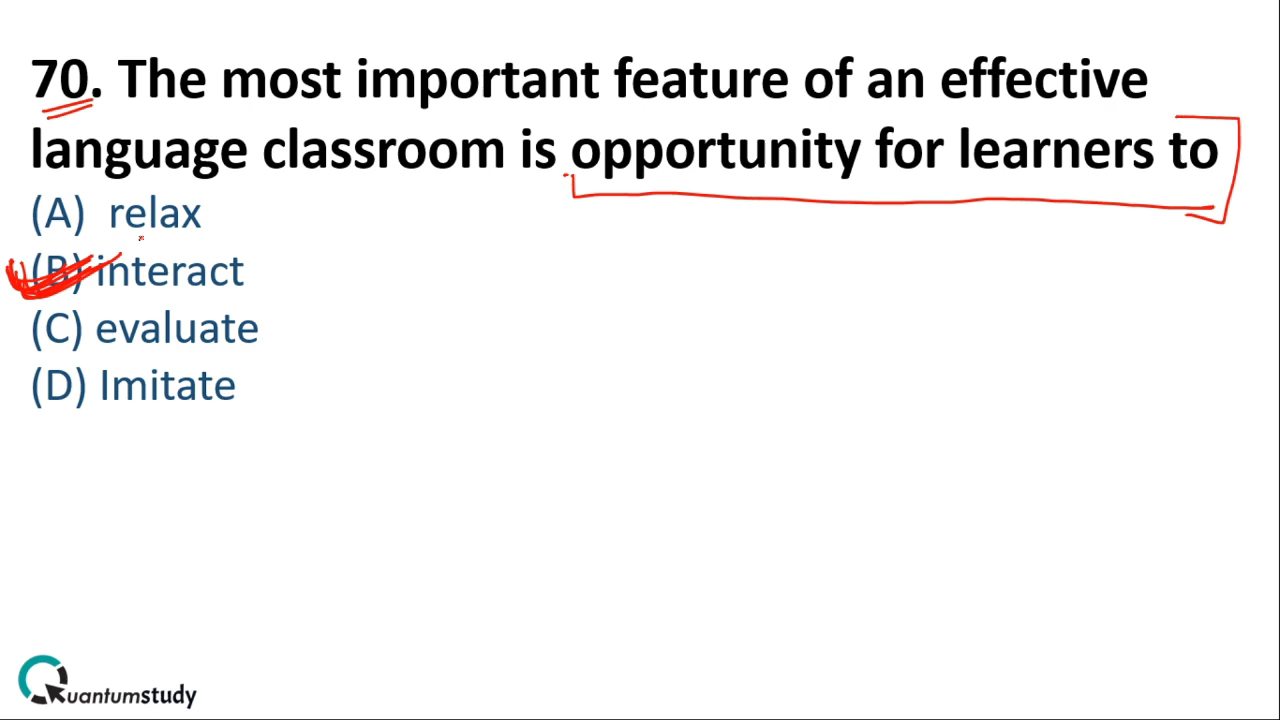 70. The most important feature of an effective
language classroom is opportunity for learners to
(A) relax
(B) interact
(C) evaluate
(D) Imitate
Quantumstudy